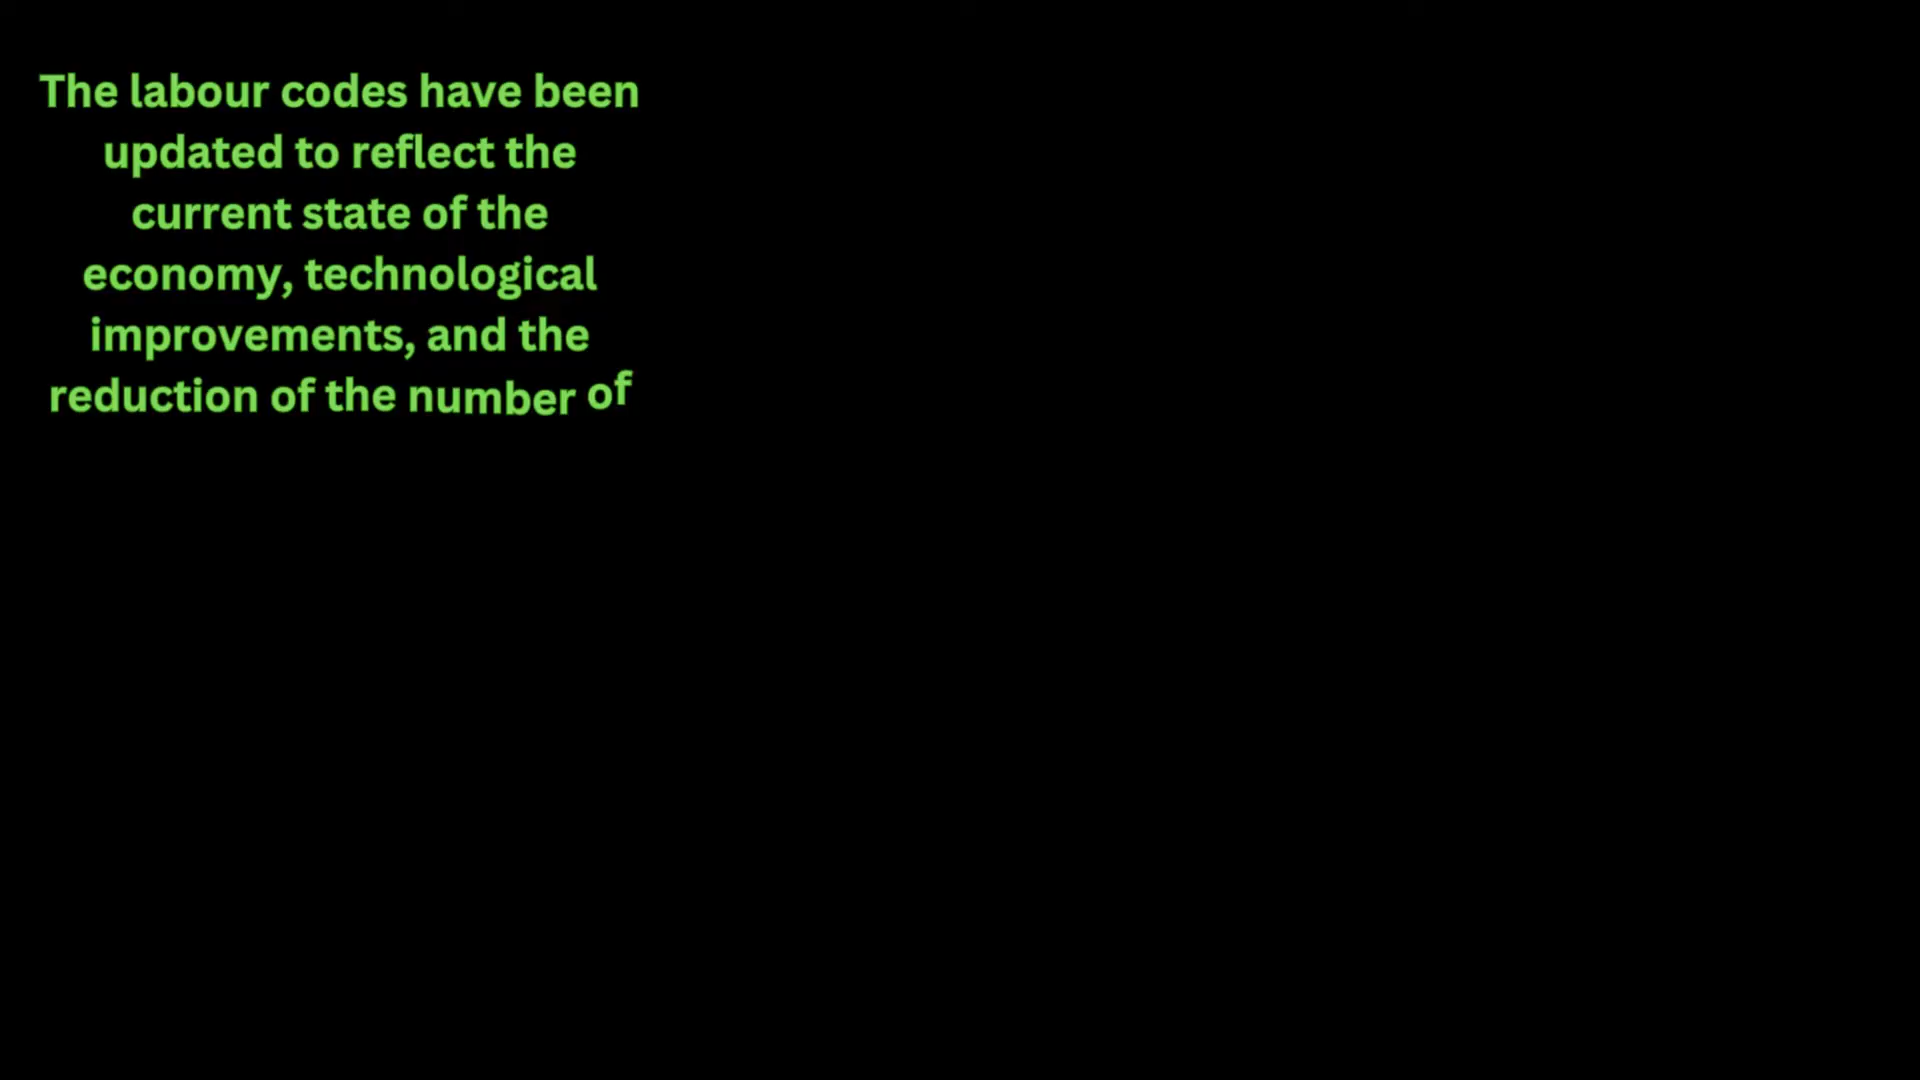 The labour codes have been
updated to reflect the
current state of the
economy, technological
improvements, and the
reduction of the number of